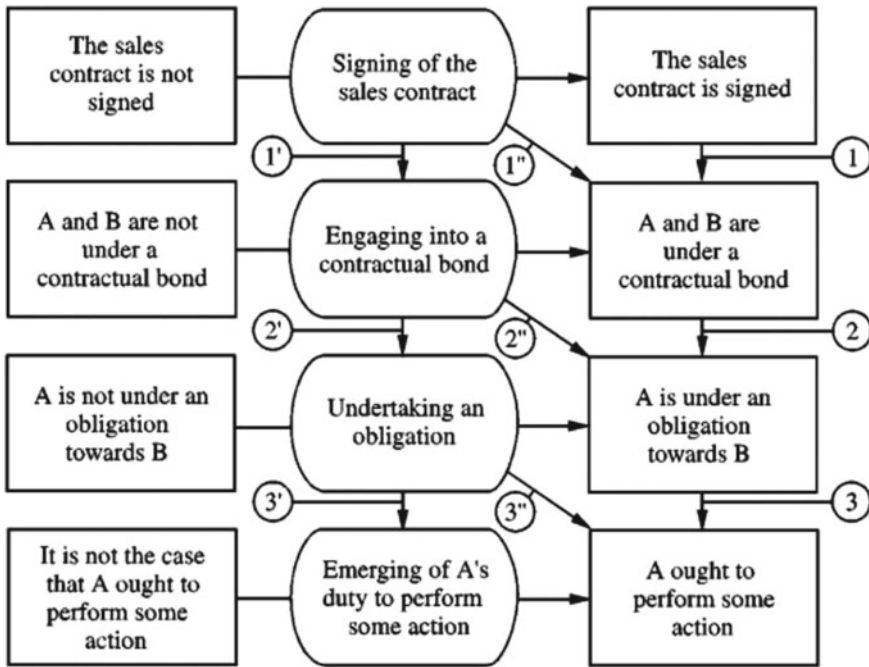 The sales
contract is not
signed
Signing of the
sales contract
The sales
contract is signed
1'
1"
1
A and B are not
under a
contractual bond
Engaging into a
contractual bond
A and B are
under a
contractual bond
2'
2"
2
A is not under an
obligation
towards B
Undertaking an
obligation
A is under an
obligation
towards B
3'
3"
3
It is not the case
that A ought to
perform some
action
Emerging of A's
duty to perform
some action
A ought to
perform some
action